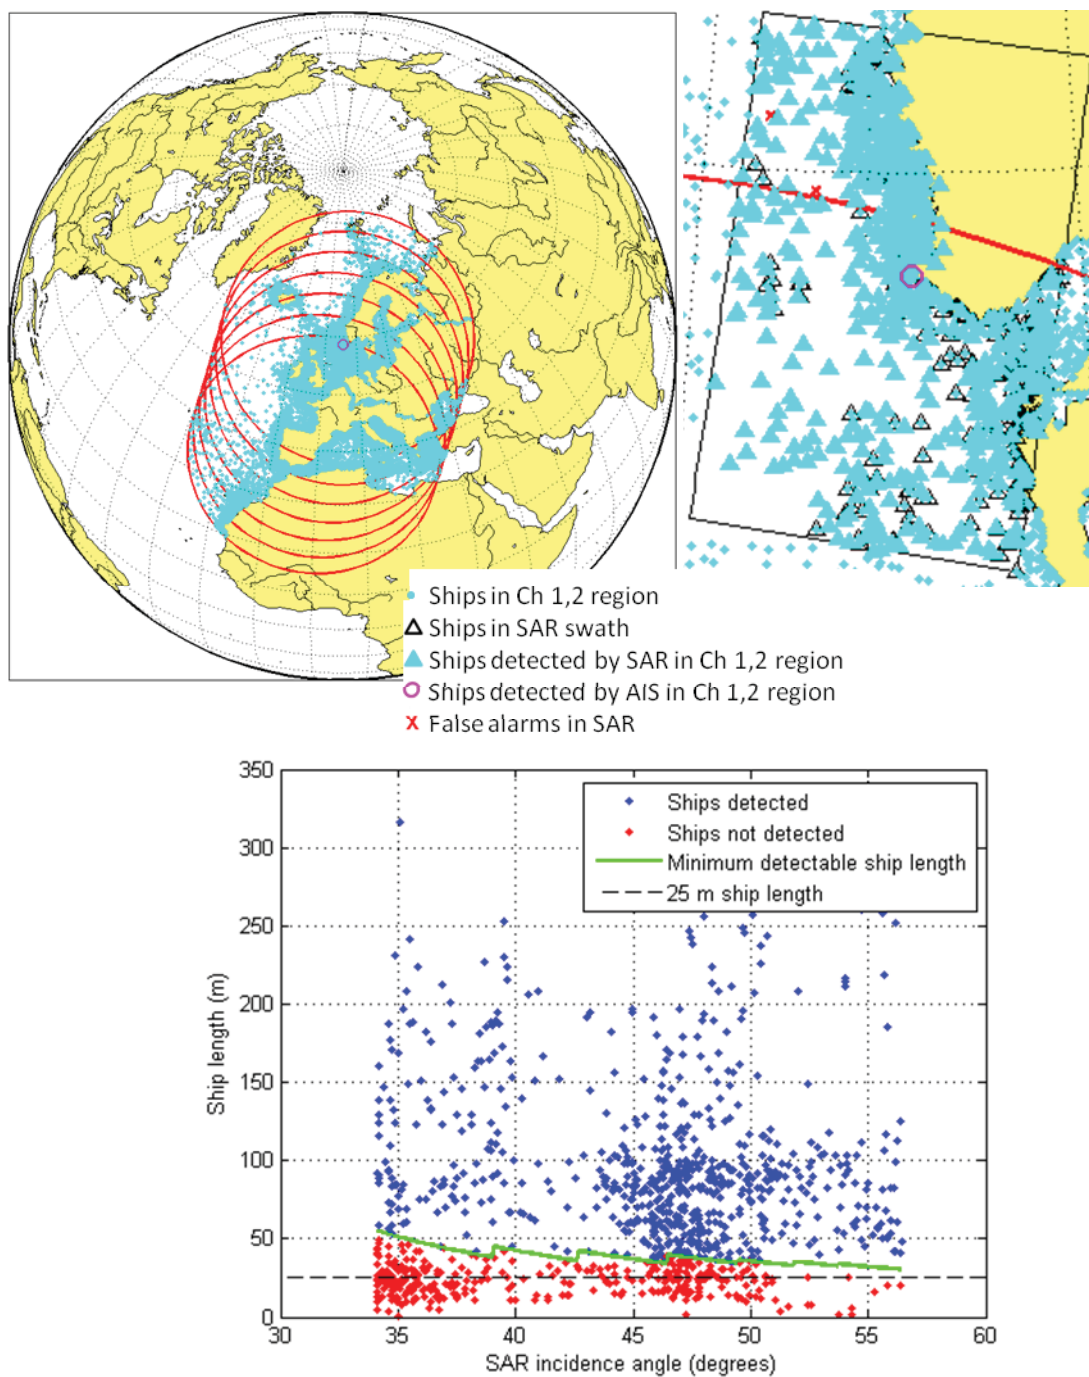 Ships in Ch 1,2 region
Ships in SAR swath
Ships detected by SAR in Ch 1,2 region
Ships detected by AIS in Ch 1,2 region
False alarms in SAR
350
300
250
200
150
100
50
0
Ship length (m)
Ships detected
Ships not detected
Minimum detectable ship length
25 m ship length
30 35 40 45 50 55 60
SAR incidence angle (degrees)